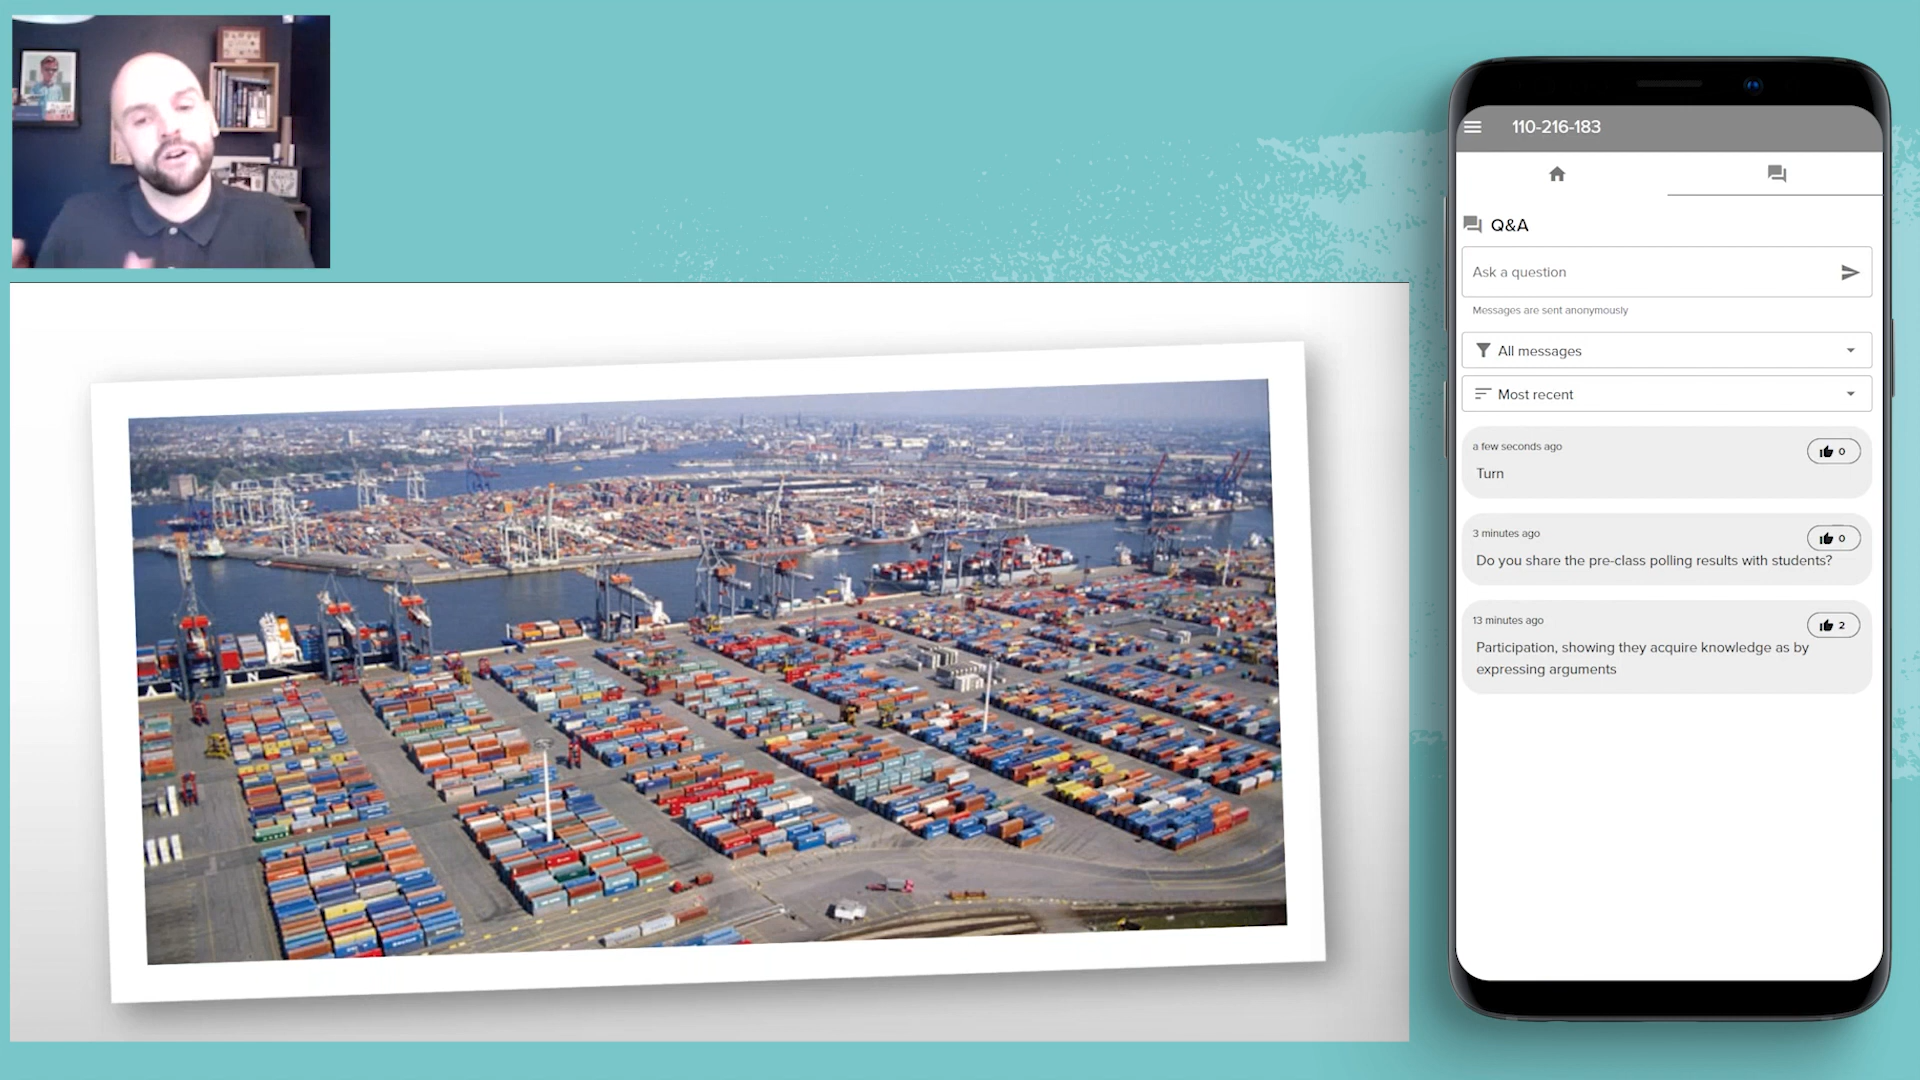 110-216-183
Q&A
Ask a question
Messages are sent anonymously
All messages
Most recent
a few seconds ago
0
Turn
3 minutes ago
0
Do you share the pre-class polling results with students?
13 minutes ago
2
Participation, showing they acquire knowledge as by
expressing arguments